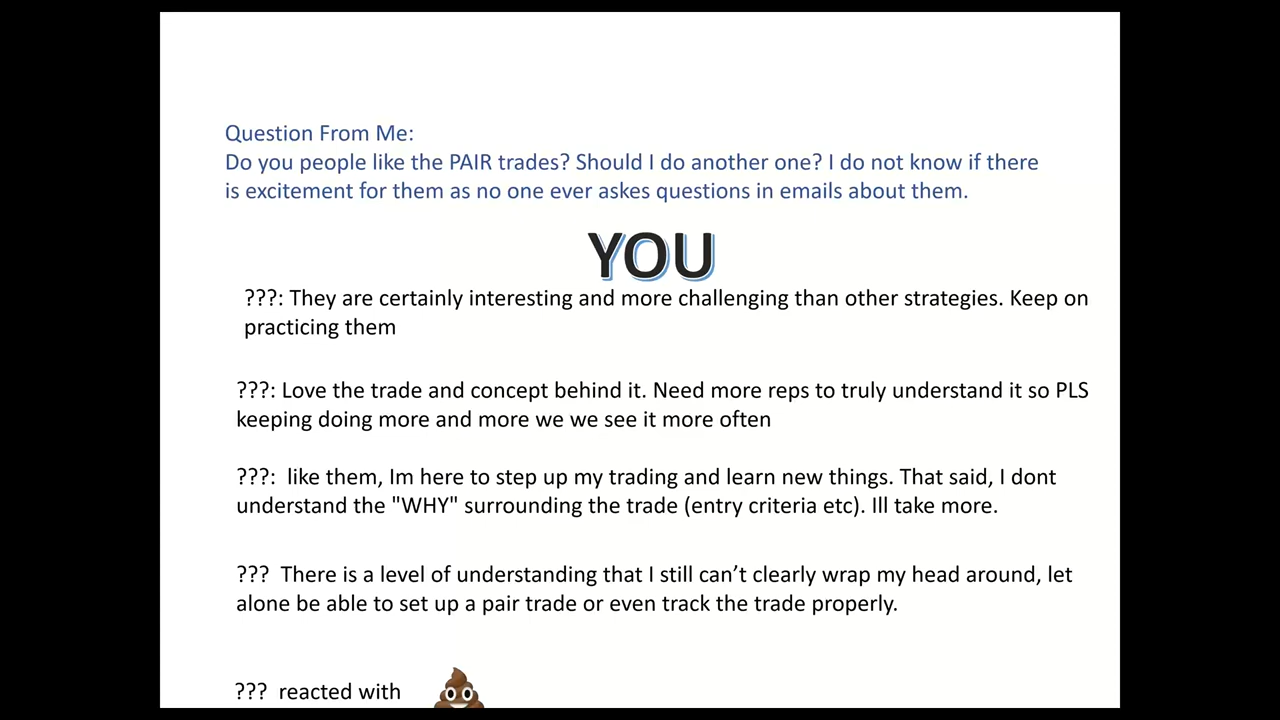 Question From Me:
Do you people like the PAIR trades? Should I do another one? I do not know if there
is excitement for them as no one ever askes questions in emails about them.
YOU
???: They are certainly interesting and more challenging than other strategies. Keep on
practicing them
???: Love the trade and concept behind it. Need more reps to truly understand it so PLS
keeping doing more and more we we see it more often
???:  like them, Im here to step up my trading and learn new things. That said, I dont
understand the "WHY" surrounding the trade (entry criteria etc). Ill take more.
???  There is a level of understanding that I still can’t clearly wrap my head around, let
alone be able to set up a pair trade or even track the trade properly.
???  reacted with